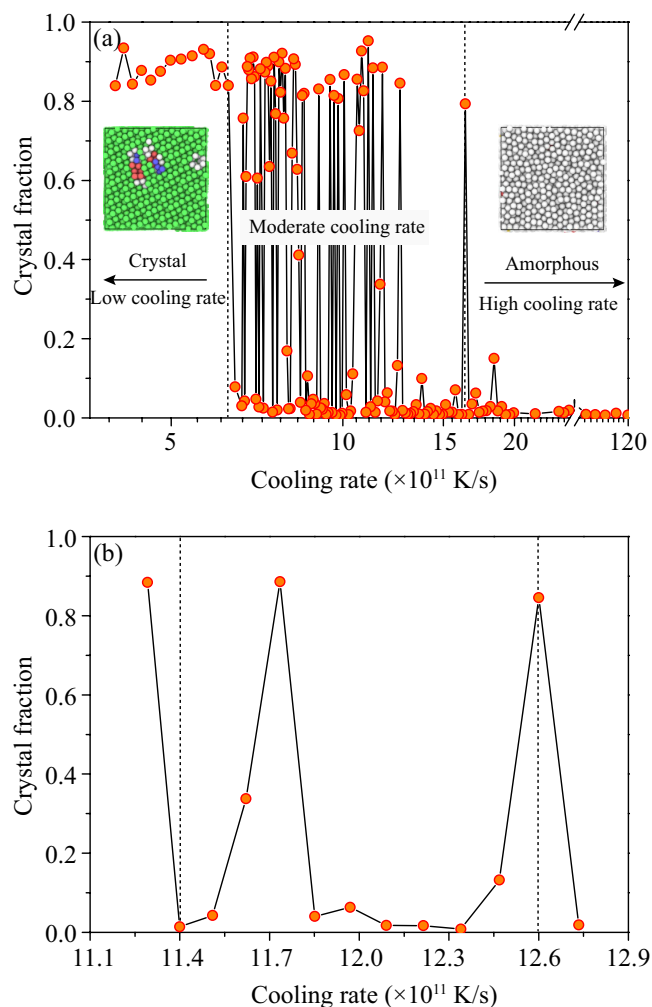 (a)
1.0
0.8
0.6
0.4
0.2
0.0
Crystal fraction
Moderate cooling rate
Crystal
Low cooling rate
Amorphous
High cooling rate
5 10 15 20 120
Cooling rate (×10¹¹ K/s)
(b)
1.0
0.8
0.6
0.4
0.2
0.0
Crystal fraction
11.1 11.4 11.7 12.0 12.3 12.6 12.9
Cooling rate (×10¹¹ K/s)